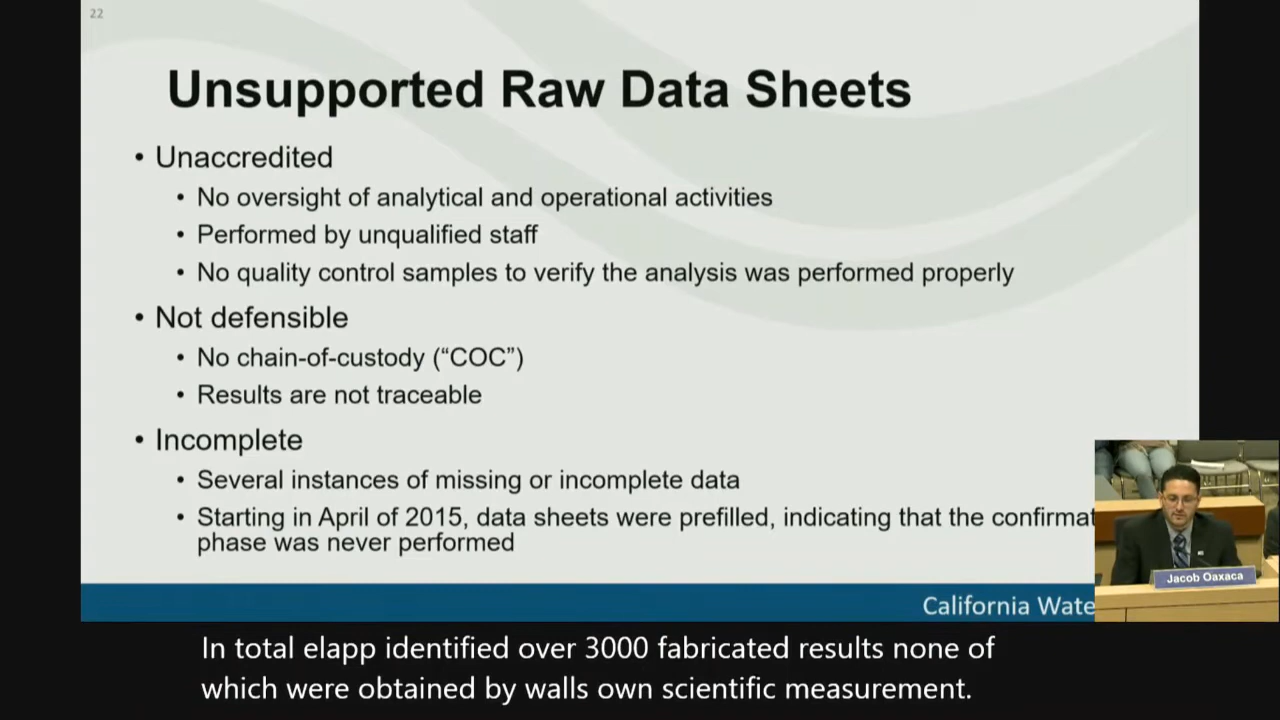 22
Unsupported Raw Data Sheets
• Unaccredited
• No oversight of analytical and operational activities
• Performed by unqualified staff
• No quality control samples to verify the analysis was performed properly
• Not defensible
• No chain-of-custody (“COC”)
• Results are not traceable
• Incomplete
• Several instances of missing or incomplete data
• Starting in April of 2015, data sheets were prefilled, indicating that the confirmat
phase was never performed
Jacob Oaxaca
California Wate
In total elapp identified over 3000 fabricated results none of
which were obtained by walls own scientific measurement.